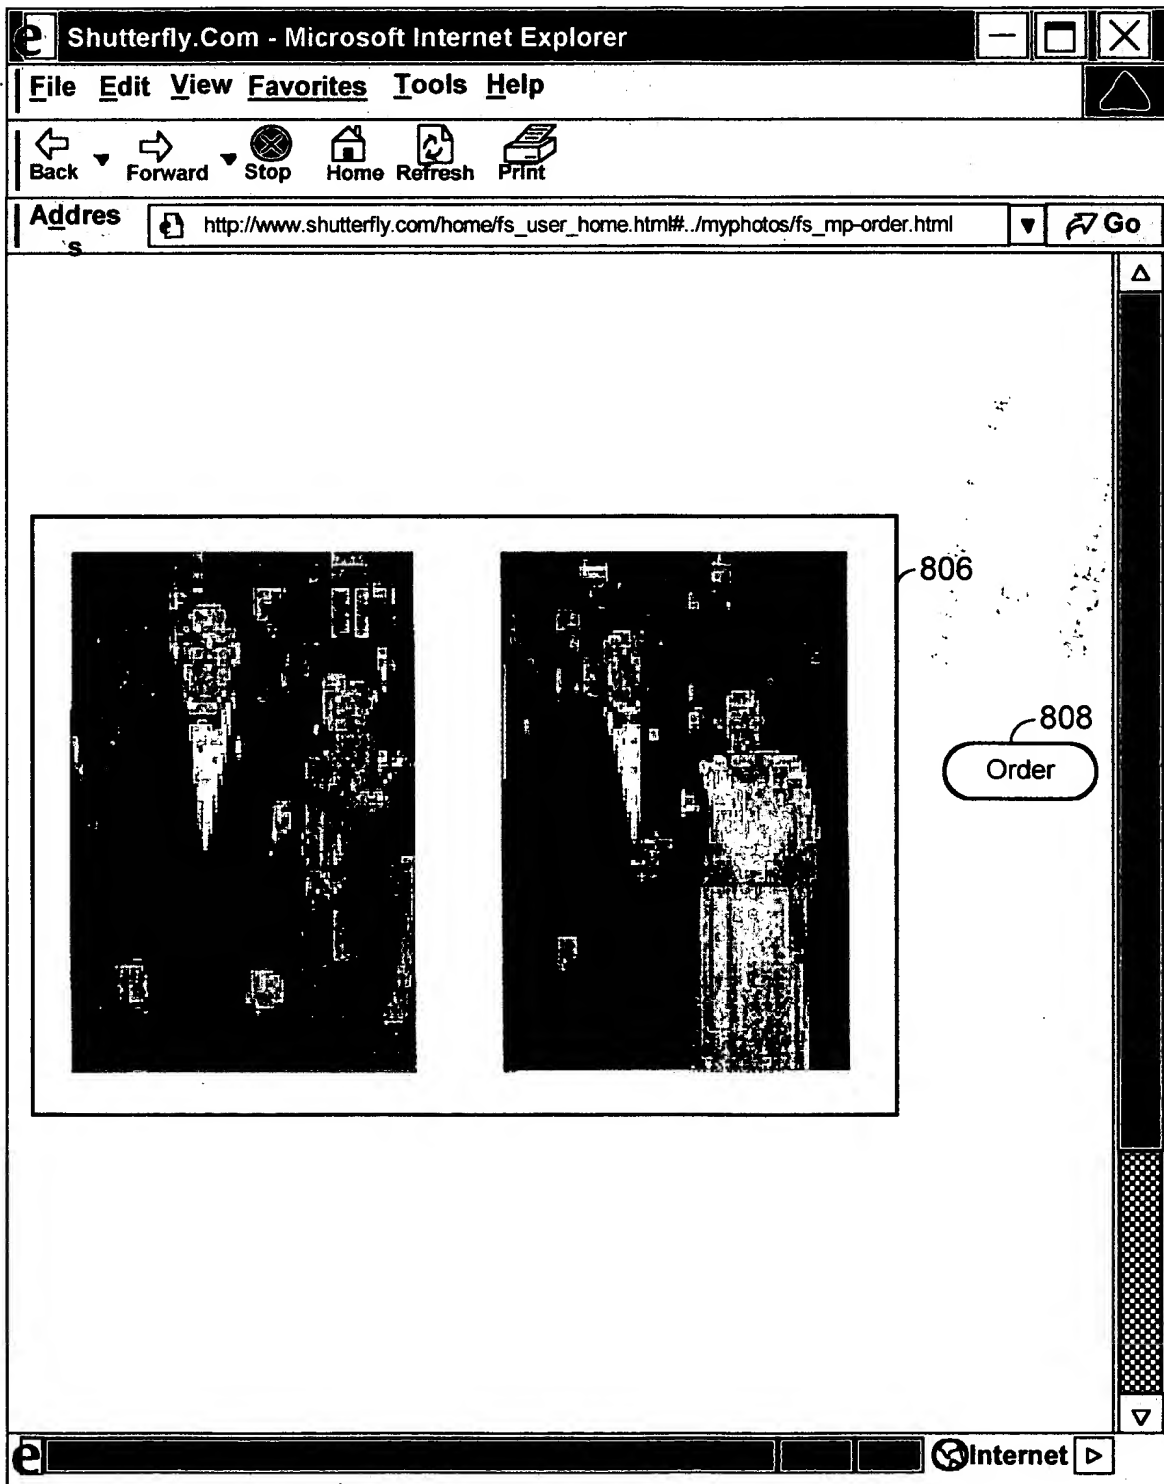 Shutterfly.Com - Microsoft Internet Explorer
File Edit View Favorites Tools Help
Back Forward Stop Home Refresh Print
Addres
s
http://www.shutterfly.com/home/fs_user_home.html#../myphotos/fs_mp-order.html
Go
806
808
Order
Internet